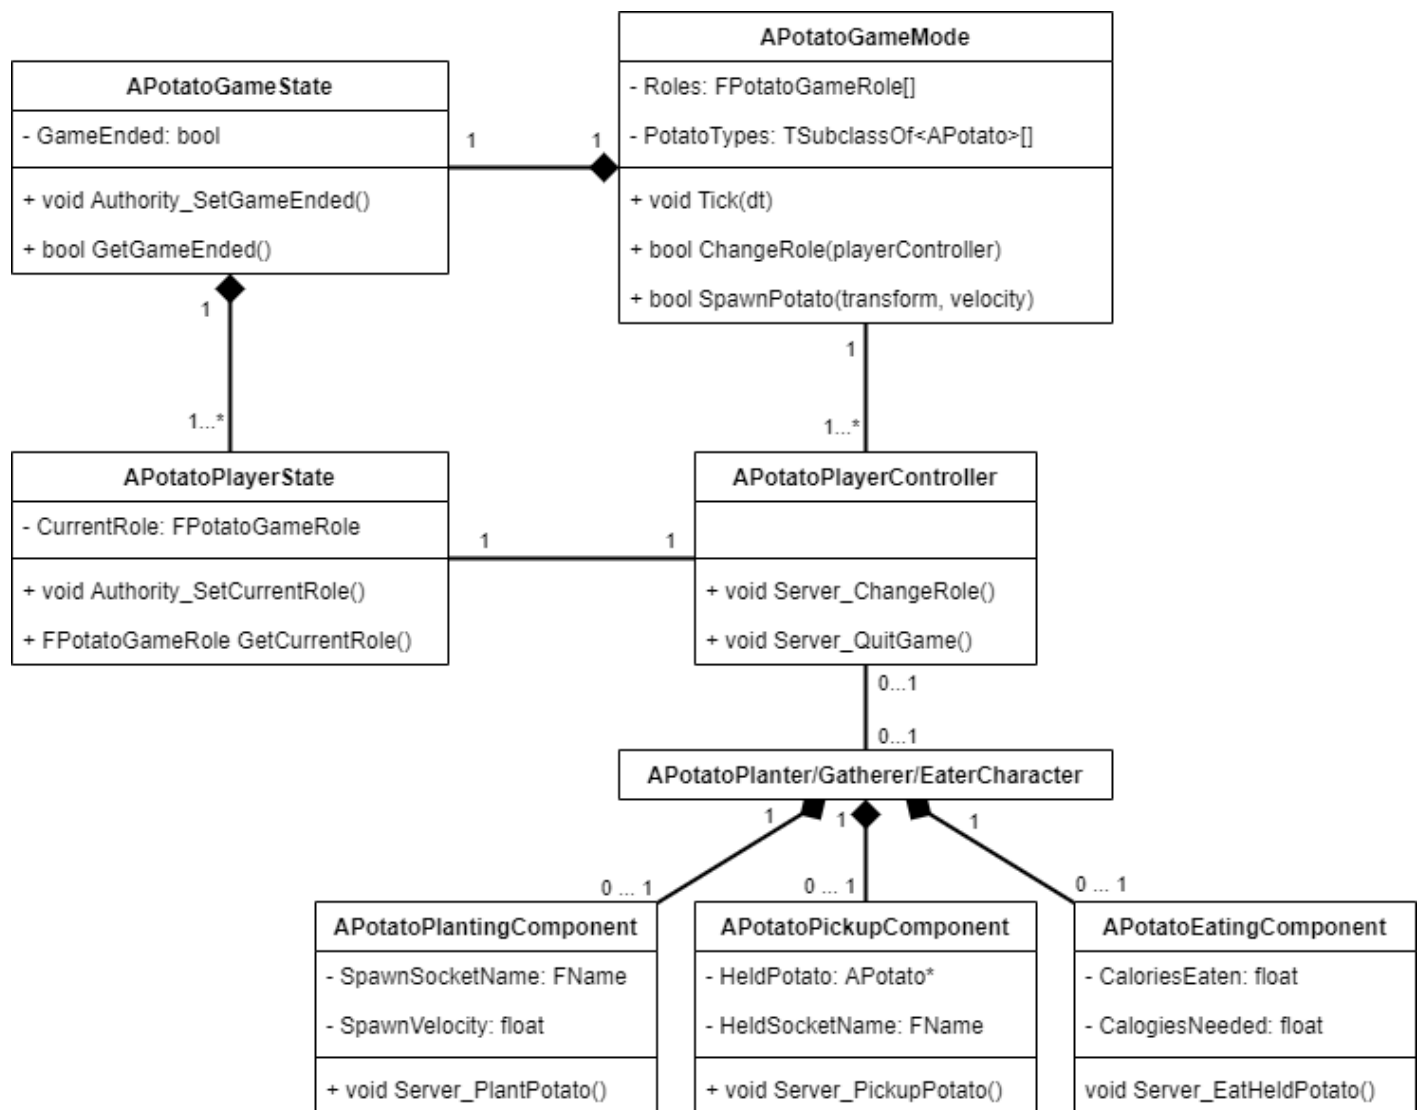 APotatoGameMode
- Roles: FPotatoGameRole[]
- PotatoTypes: TSubclassOf<APotato>[]
+ void Tick(dt)
+ bool ChangeRole(playerController)
+ bool SpawnPotato(transform, velocity)
APotatoGameState
- GameEnded: bool
+ void Authority_SetGameEnded()
+ bool GetGameEnded()
1
1
1
1...*
1
1...*
APotatoPlayerState
- CurrentRole: FPotatoGameRole
+ void Authority_SetCurrentRole()
+ FPotatoGameRole GetCurrentRole()
1
1
APotatoPlayerController
+ void Server_ChangeRole()
+ void Server_QuitGame()
0...1
0...1
APotatoPlanter/Gatherer/EaterCharacter
1
1
1
0 ... 1
0 ... 1
0 ... 1
APotatoPlantingComponent
- SpawnSocketName: FName
- SpawnVelocity: float
+ void Server_PlantPotato()
APotatoPickupComponent
- HeldPotato: APotato*
- HeldSocketName: FName
+ void Server_PickupPotato()
APotatoEatingComponent
- CaloriesEaten: float
- CalogiesNeeded: float
void Server_EatHeldPotato()